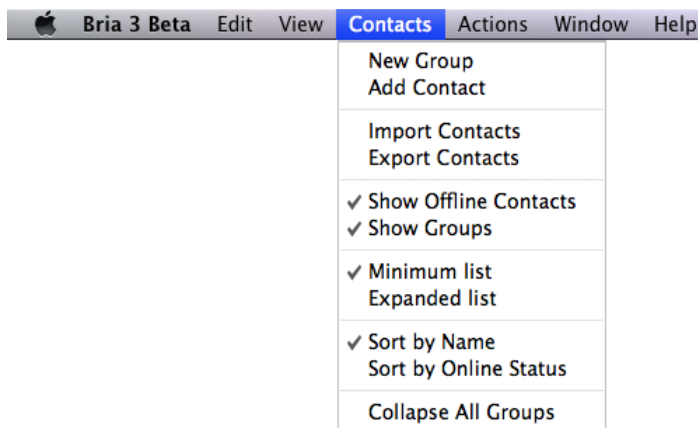 Bria 3 Beta Edit View Contacts Actions Window Help
New Group
Add Contact
Import Contacts
Export Contacts
Show Offline Contacts
Show Groups
Minimum list
Expanded list
Sort by Name
Sort by Online Status
Collapse All Groups